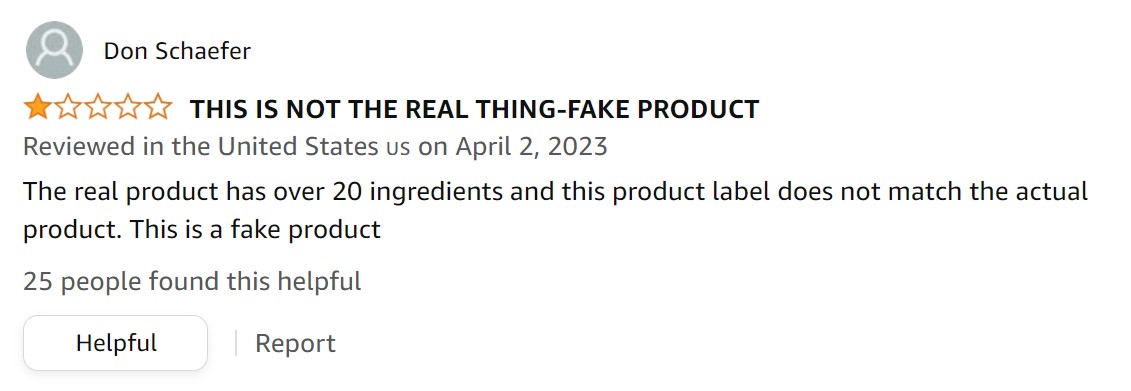 Don Schaefer
THIS IS NOT THE REAL THING-FAKE PRODUCT
Reviewed in the United States US on April 2, 2023
The real product has over 20 ingredients and this product label does not match the actual
product. This is a fake product
25 people found this helpful
Helpful | Report